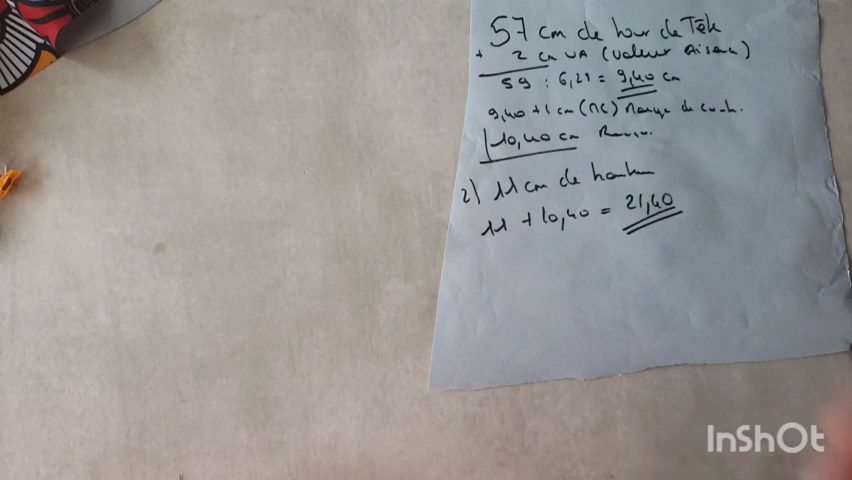 57 cm de tour de Tête
+ 2 cm VA (Valeur Aisance)
59 : 6,29 = 9,40 cm
9,40 + 1 cm (MC) Marge de couture.
10,40 cm Rayon.
2) 11 cm de hauteur
11 + 10,40 = 21,40
InShOt